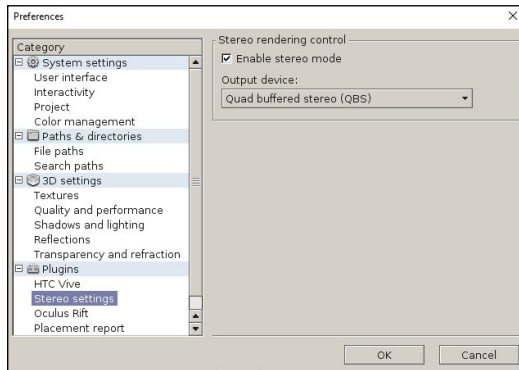 Preferences
Category
System settings
User interface
Interactivity
Project
Color management
Paths & directories
File paths
Search paths
3D settings
Textures
Quality and performance
Shadows and lighting
Reflections
Transparency and refraction
Plugins
HTC Vive
Stereo settings
Oculus Rift
Placement report
Stereo rendering control
Enable stereo mode
Output device:
Quad buffered stereo (QBS)
OK
Cancel